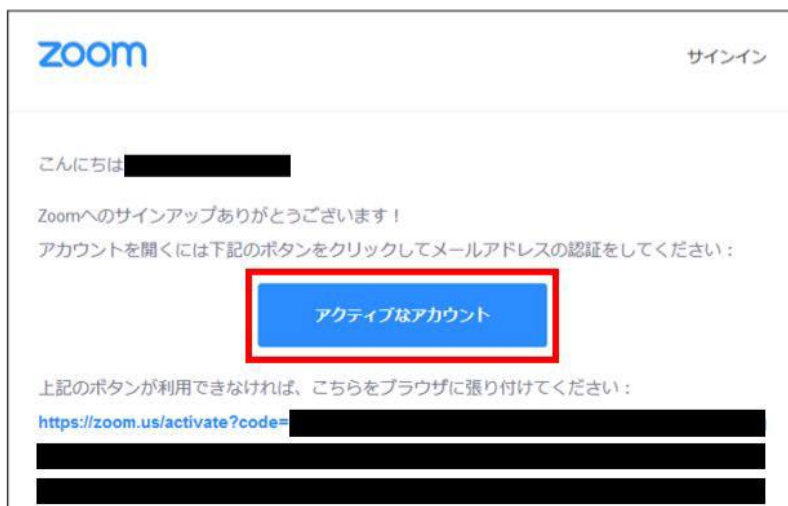 zoom
サインイン
こんにちは
Zoomへのサインアップありがとうございます！
アカウントを開くには下記のボタンをクリックしてメールアドレスの認証をしてください：
アクティブなアカウント
上記のボタンが利用できなければ、こちらをブラウザに張り付けてください：
https://zoom.us/activate?code=